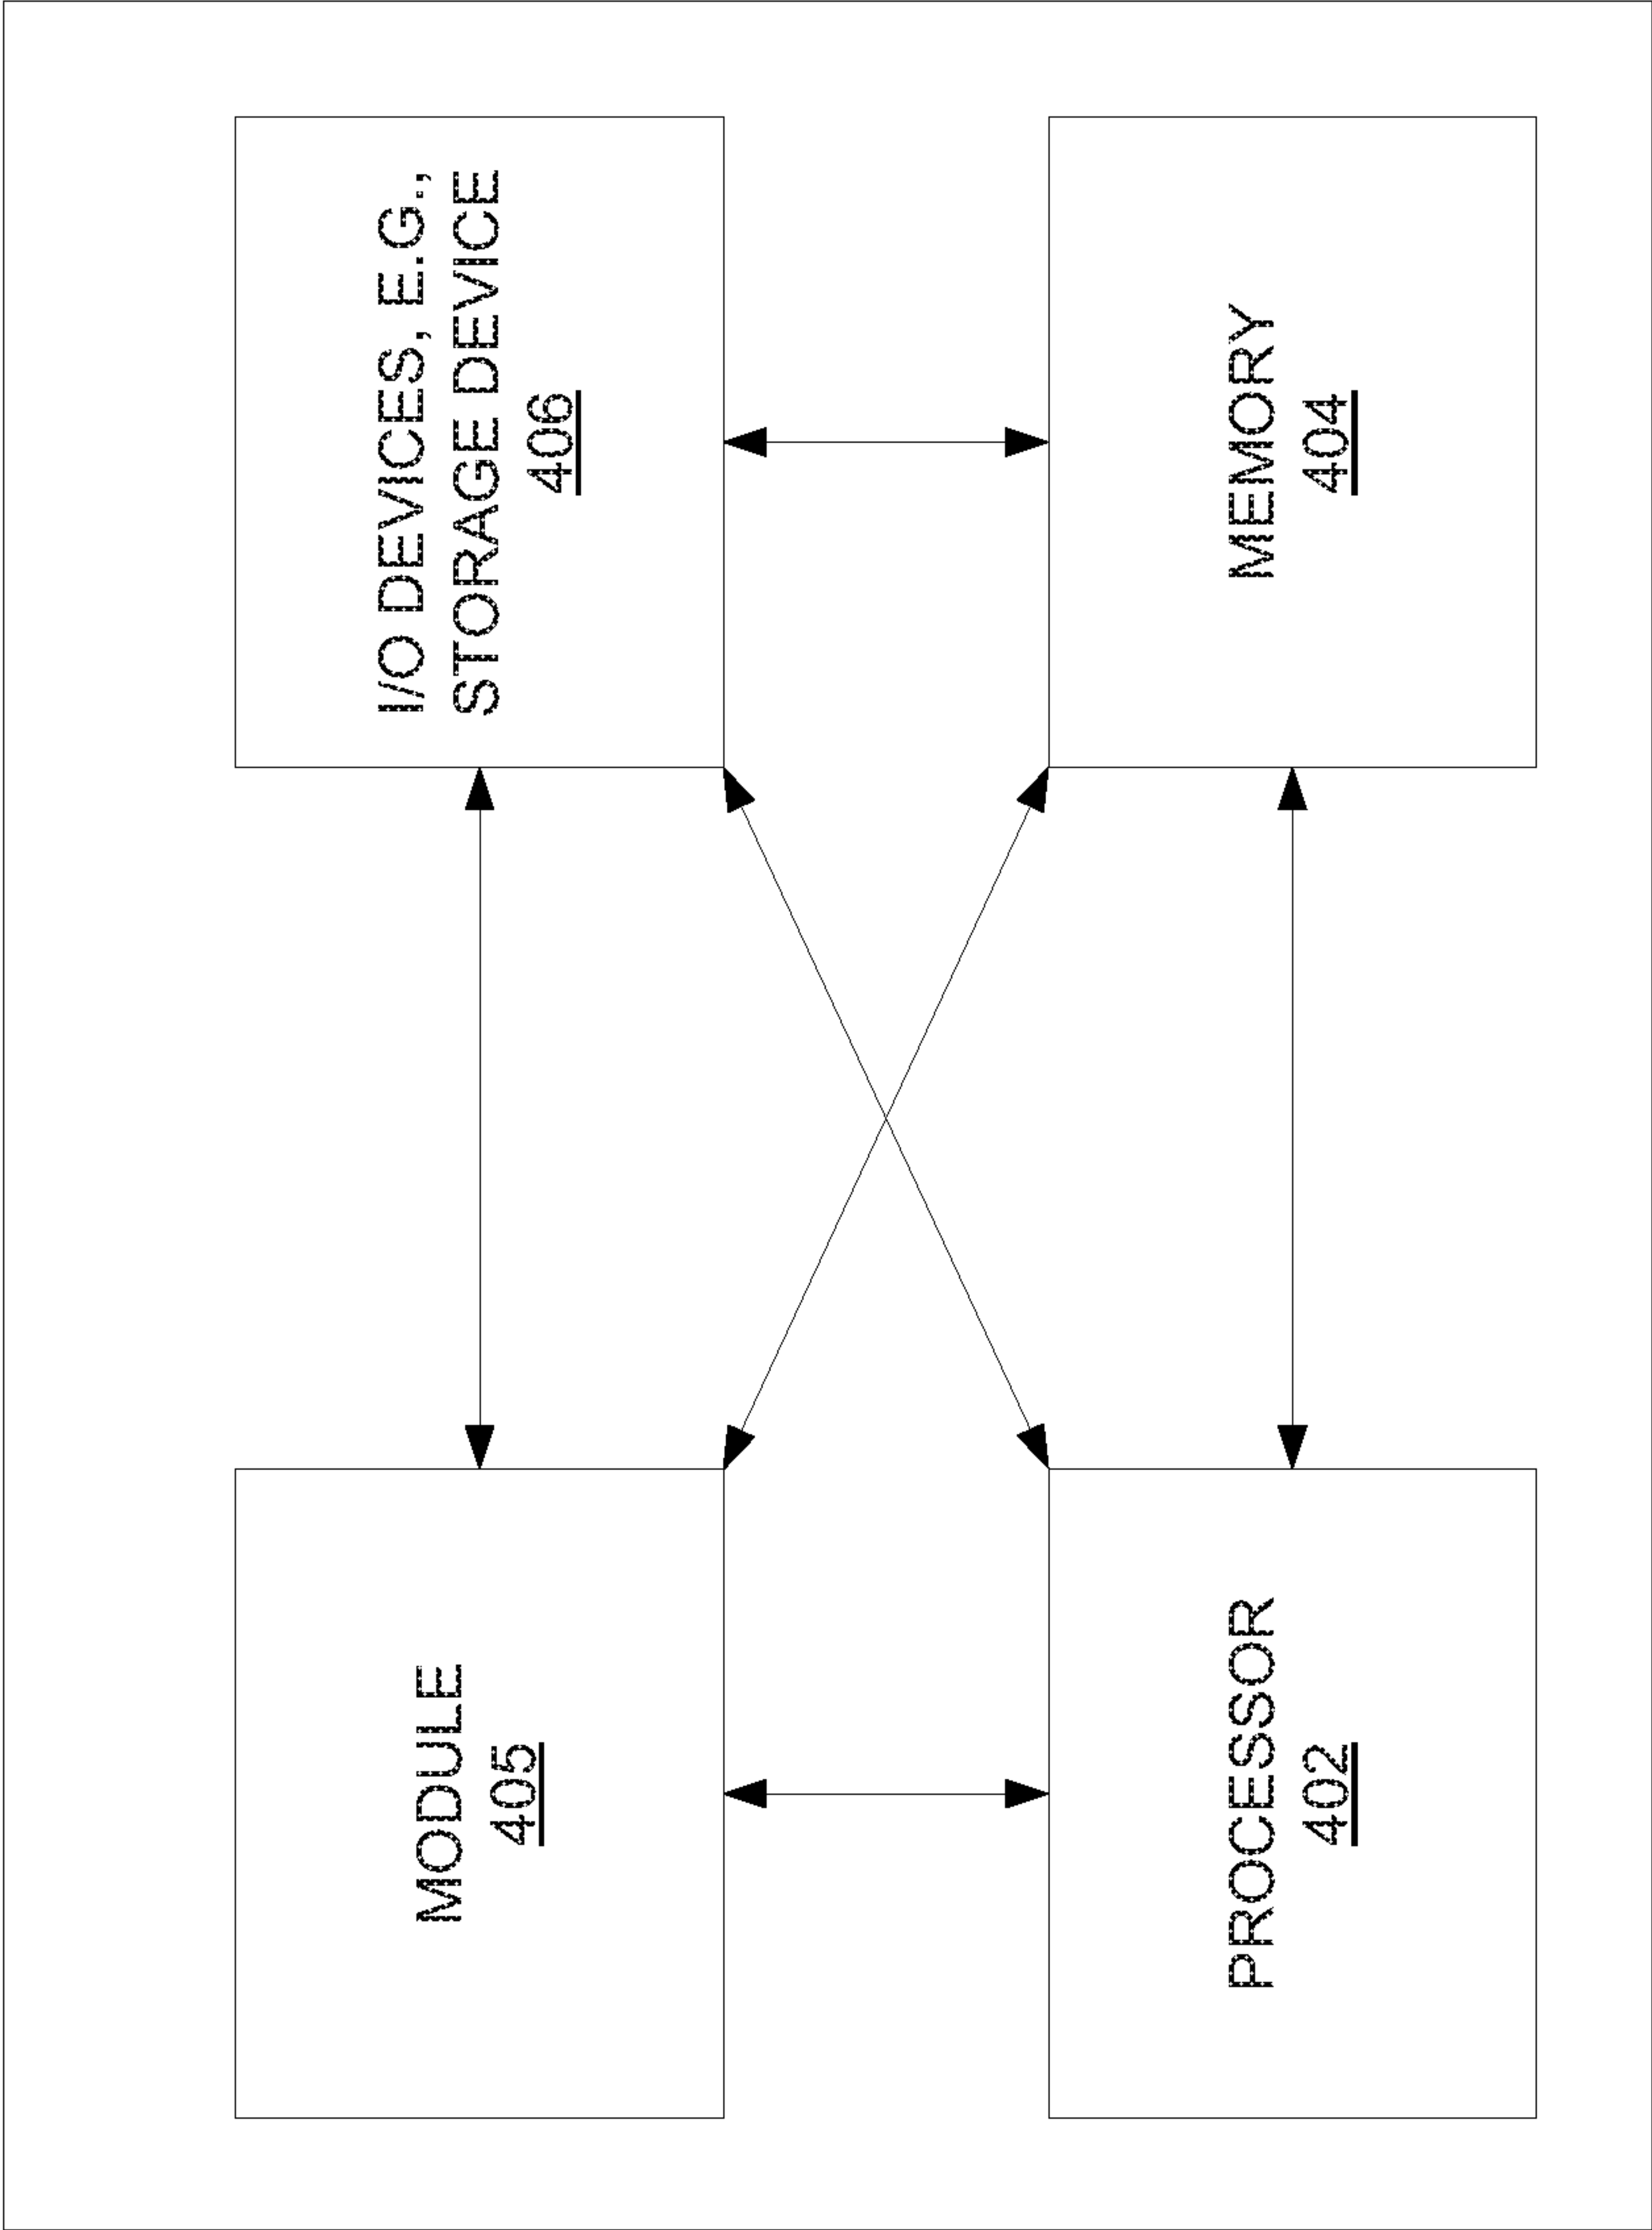 MODULE
405
I/O DEVICES, E.G.,
STORAGE DEVICE
406
PROCESSOR
402
MEMORY
404